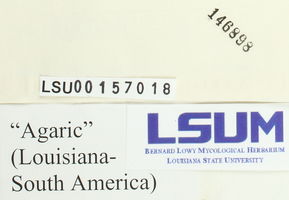 146898
LSU00157018
"Agaric"
(Louisiana-
South America)
LSUM
BERNARD LOWY MYCOLOGICAL HERBARIUM
LOUISIANA STATE UNIVERSITY